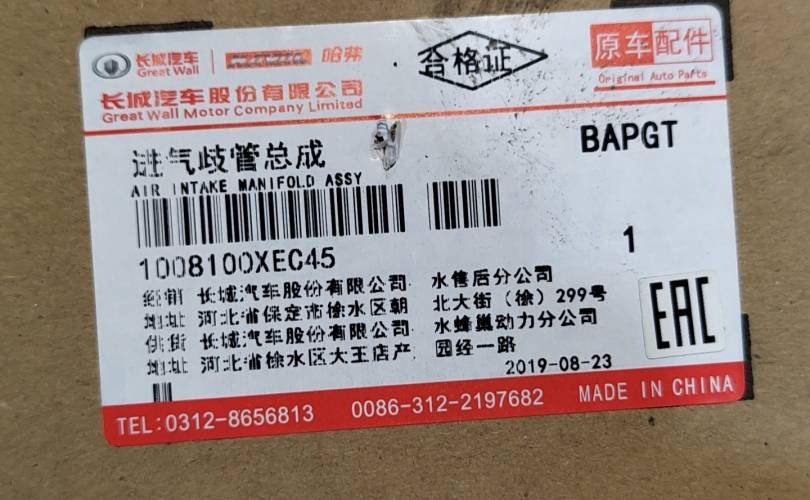 长城汽车
Great Wall
HAVAL 哈弗
合格证
原车配件
Original Auto Parts
长城汽车股份有限公司
Great Wall Motor Company Limited
进气歧管总成
BAPGT
AIR INTAKE MANIFOLD ASSY
1008100XEC45
1
经销 长城汽车股份有限公司 水售后分公司
地址 河北省保定市徐水区朝 北大街（徐）299号
供货 长城汽车股份有限公司 水蜂巢动力分公司
地址 河北省徐水区大王店产 园经一路
2019-08-23
EAC
TEL:0312-8656813 0086-312-2197682 MADE IN CHINA